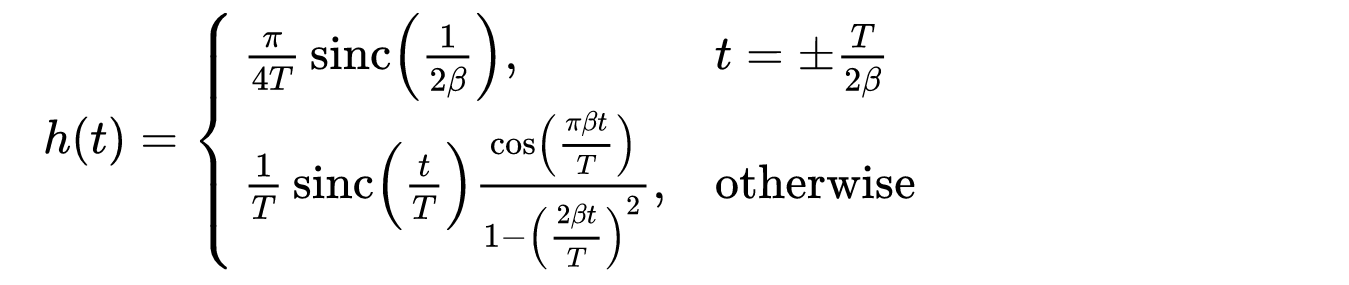 h(t) = { π/(4T) sinc(1/(2β)), t = ±T/(2β)
1/T sinc(t/T) cos(πβt/T) / (1−(2βt/T)²), otherwise